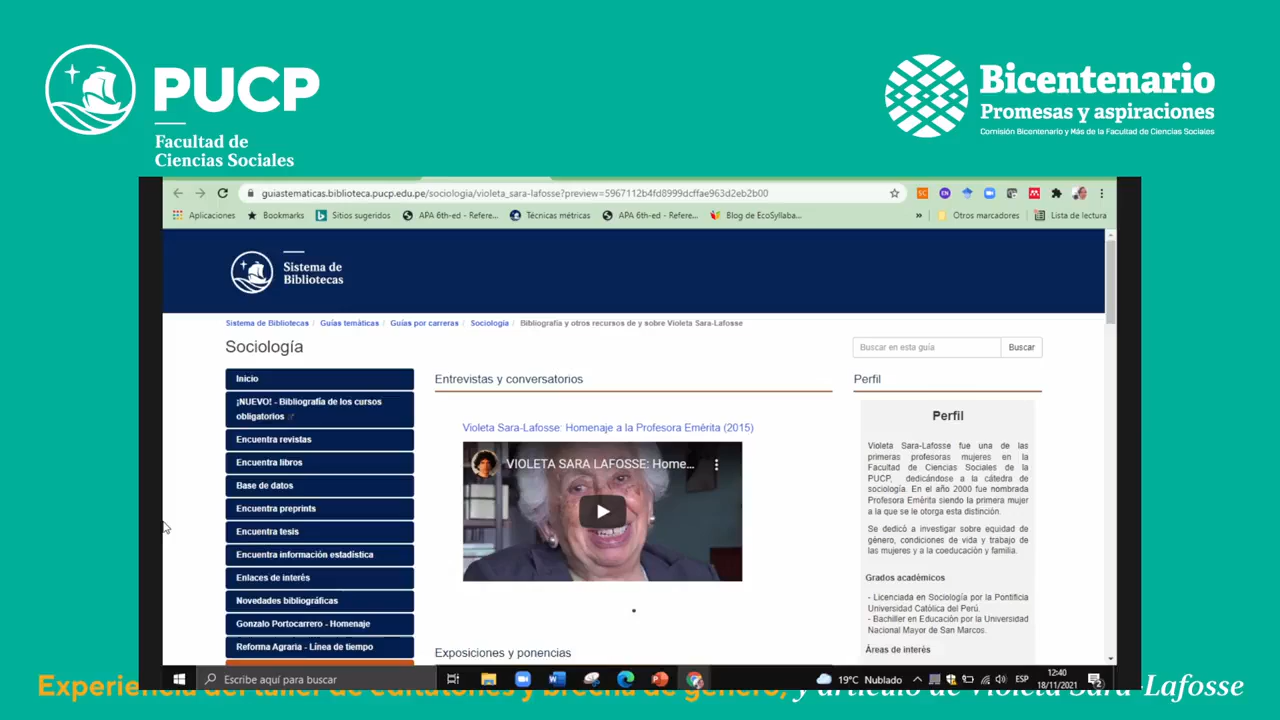 PUCP
Facultad de
Ciencias Sociales
Bicentenario
Promesas y aspiraciones
Comisión Bicentenario y Más de la Facultad de Ciencias Sociales
guiastematicas.biblioteca.pucp.edu.pe/sociologia/violeta_sara-lafosse?preview=5967112b4fd8999dcffae963d2eb2b00
Aplicaciones
Bookmarks
Sitios sugeridos
APA 6th-ed - Refere...
Técnicas métricas
APA 6th-ed - Refere...
Blog de EcoSyllaba...
»
Otros marcadores
Lista de lectura
Sistema de
Bibliotecas
Sistema de Bibliotecas / Guías temáticas / Guías por carreras / Sociología / Bibliografía y otros recursos de y sobre Violeta Sara-Lafosse
Sociología
Buscar en esta guía
Buscar
Inicio
¡NUEVO! - Bibliografía de los cursos
obligatorios
Encuentra revistas
Encuentra libros
Base de datos
Encuentra preprints
Encuentra tesis
Encuentra información estadística
Enlaces de interés
Novedades bibliográficas
Gonzalo Portocarrero - Homenaje
Reforma Agraria - Línea de tiempo
Entrevistas y conversatorios
Violeta Sara-Lafosse: Homenaje a la Profesora Emérita (2015)
VIOLETA SARA LAFOSSE: Home...
Exposiciones y ponencias
Perfil
Perfil
Violeta Sara-Lafosse fue una de las
primeras profesoras mujeres en la
Facultad de Ciencias Sociales de la
PUCP, dedicándose a la cátedra de
sociología. En el año 2000 fue nombrada
Profesora Emérita siendo la primera mujer
a la que se le otorga esta distinción.
Se dedicó a investigar sobre equidad de
género, condiciones de vida y trabajo de
las mujeres y a la coeducación y familia.
Grados académicos
- Licenciada en Sociología por la Pontificia
Universidad Católica del Perú.
- Bachiller en Educación por la Universidad
Nacional Mayor de San Marcos.
Áreas de interés
Escribe aquí para buscar
19°C Nublado
ESP
12:40
18/11/2021
2
Experiencia del taller de editatones y brecha de género, y artículo de Violeta Sara-Lafosse